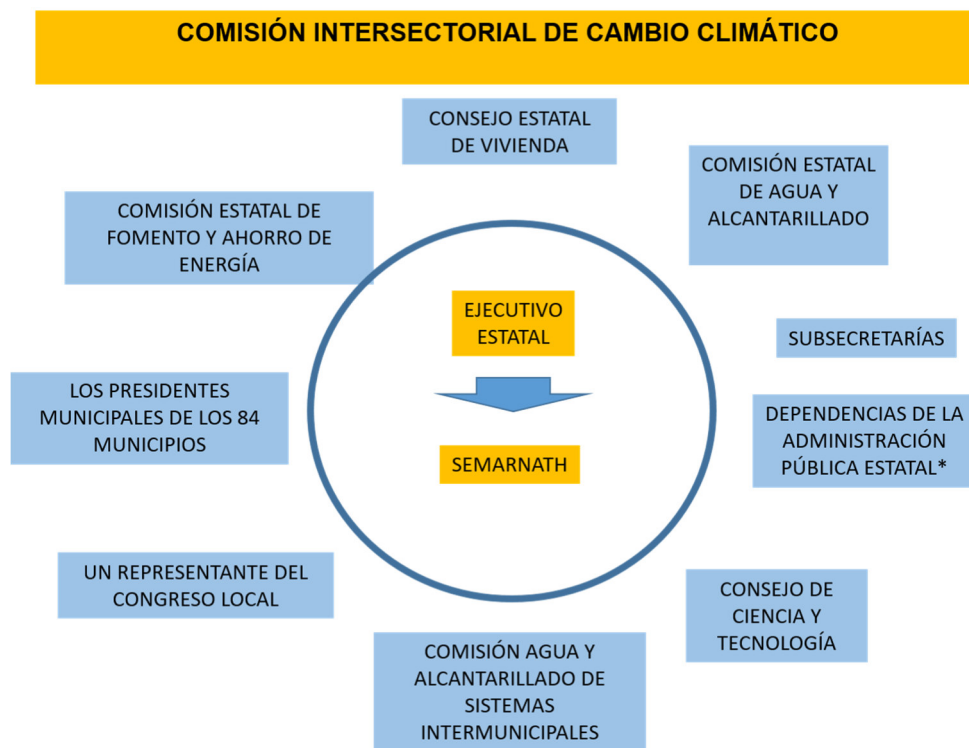 COMISIÓN INTERSECTORIAL DE CAMBIO CLIMÁTICO
CONSEJO ESTATAL
DE VIVIENDA
COMISIÓN ESTATAL
DE AGUA Y
ALCANTARILLADO
COMISIÓN ESTATAL DE
FOMENTO Y AHORRO DE
ENERGÍA
EJECUTIVO
ESTATAL
SUBSECRETARÍAS
LOS PRESIDENTES
MUNICIPALES DE LOS 84
MUNICIPIOS
DEPENDENCIAS DE LA
ADMINISTRACIÓN
PÚBLICA ESTATAL*
SEMARNATH
UN REPRESENTANTE DEL
CONGRESO LOCAL
CONSEJO DE
CIENCIA Y
TECNOLOGÍA
COMISIÓN AGUA Y
ALCANTARILLADO DE
SISTEMAS
INTERMUNICIPALES